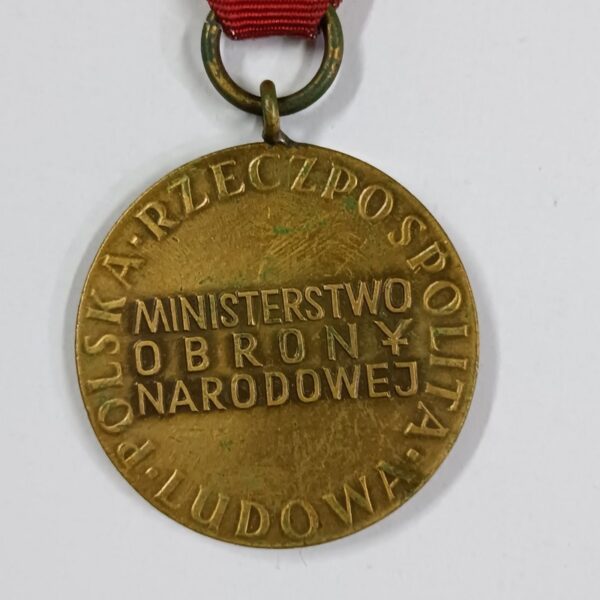 POLSKA·RZECZPOSPOLITA·LUDOWA·
MINISTERSTWO
OBRONY
NARODOWEJ